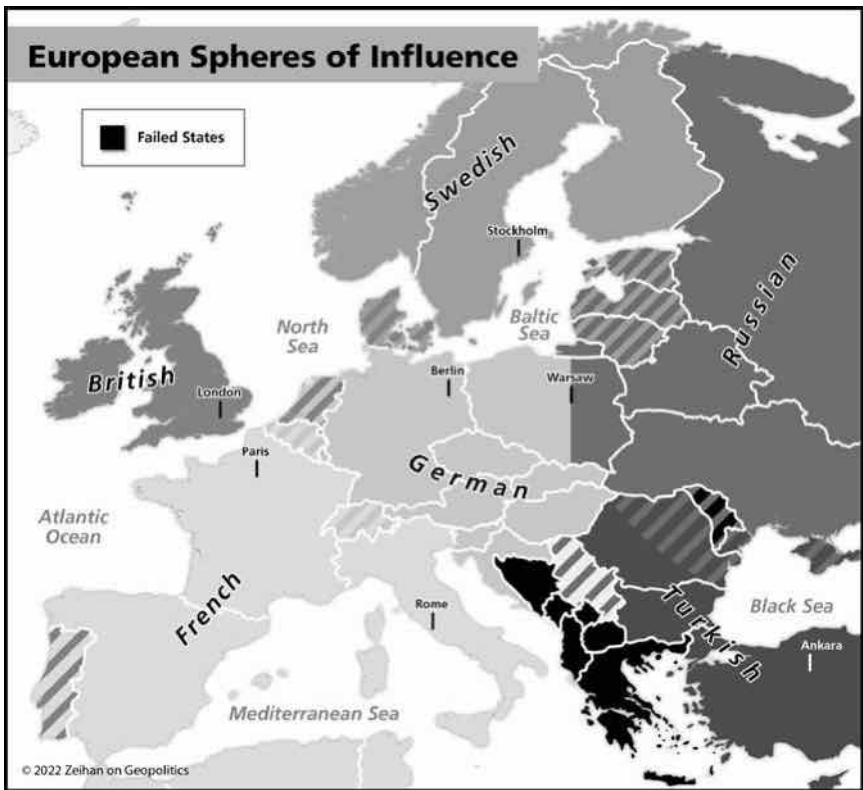 European Spheres of Influence
Failed States
Swedish
Stockholm
Russian
North
Sea
Baltic
Sea
British
London
Berlin
Warsaw
Paris
German
Atlantic
Ocean
French
Rome
Turkish
Black Sea
Ankara
Mediterranean Sea
© 2022 Zeihan on Geopolitics